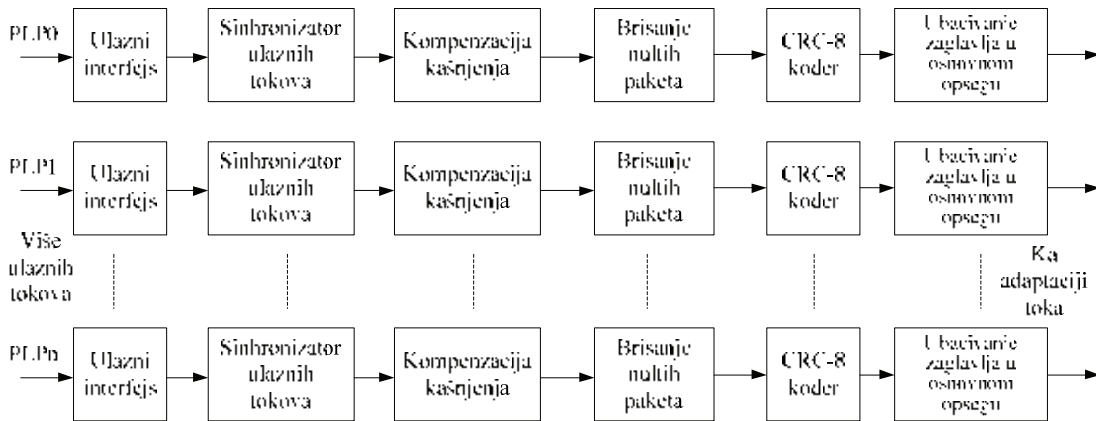 PLP0
Ulazni
interfejs
Sinhronizator
ulaznih
tokova
Kompenzacija
kašnjenja
Brisanje
nultih
paketa
CRC-8
koder
Ubacivanje
zaglavlja u
osnovnom
opsegu
PLP1
Ulazni
interfejs
Sinhronizator
ulaznih
tokova
Kompenzacija
kašnjenja
Brisanje
nultih
paketa
CRC-8
koder
Ubacivanje
zaglavlja u
osnovnom
opsegu
Više
ulaznih
tokova
Ka
adaptaciji
toka
PLPn
Ulazni
interfejs
Sinhronizator
ulaznih
tokova
Kompenzacija
kašnjenja
Brisanje
nultih
paketa
CRC-8
koder
Ubacivanje
zaglavlja u
osnovnom
opsegu